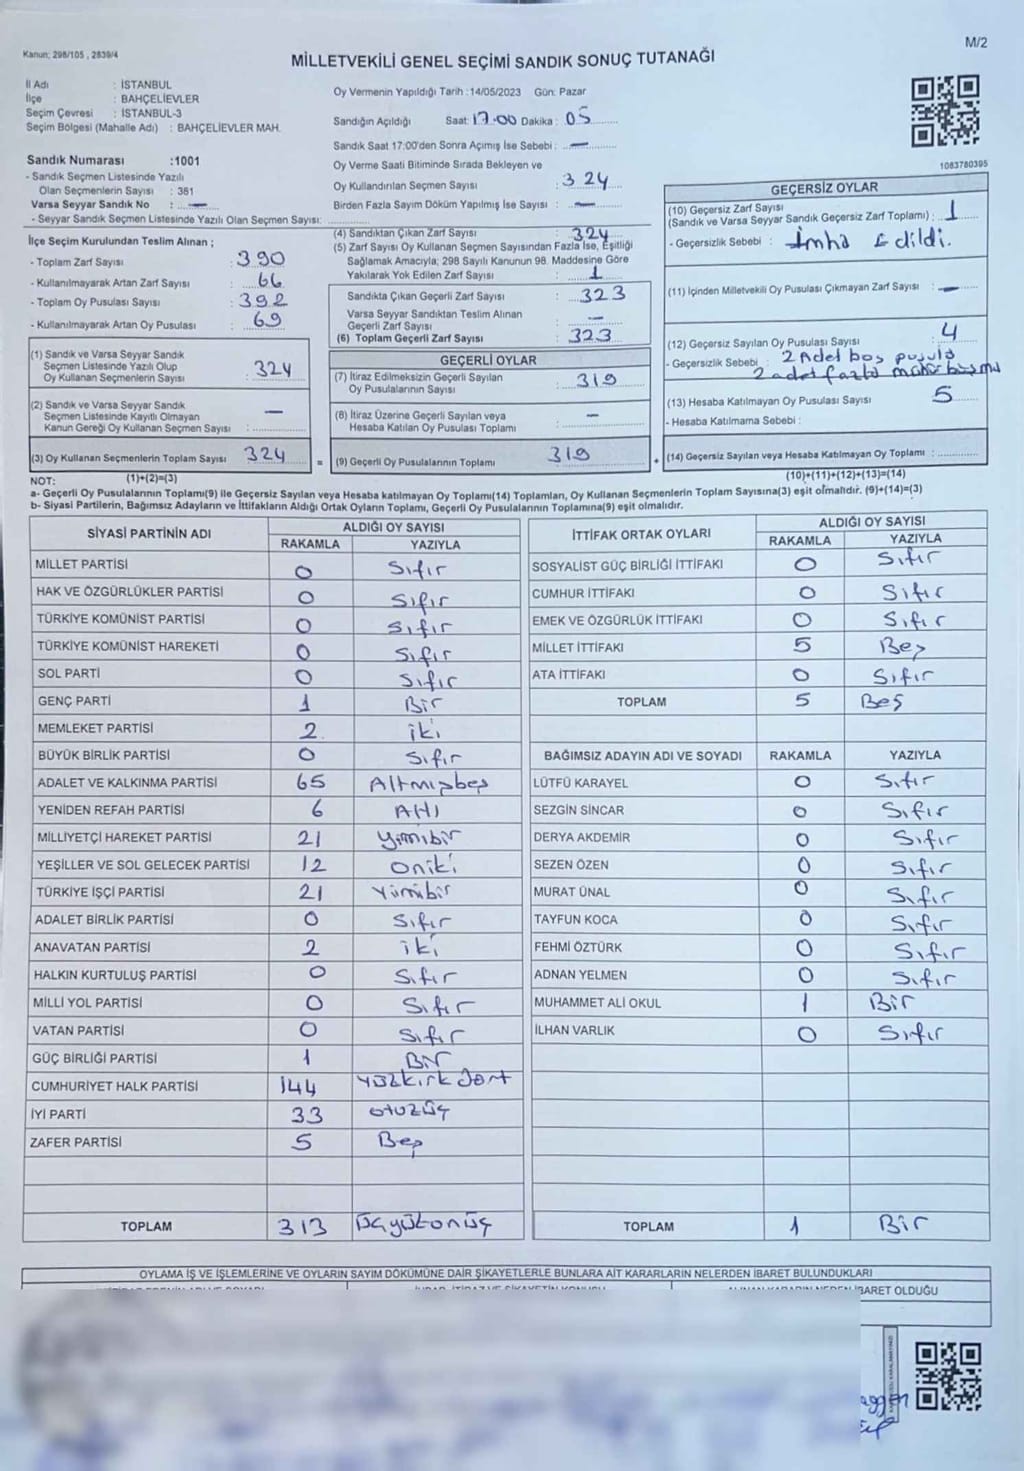 Kanun; 298/105 , 2839/4
M/2
MİLLETVEKİLİ GENEL SEÇİMİ SANDIK SONUÇ TUTANAĞI
İl Adı : İSTANBUL
İlçe : BAHÇELİEVLER
Seçim Çevresi : İSTANBUL-3
Seçim Bölgesi (Mahalle Adı) : BAHÇELİEVLER MAH.
Sandık Numarası :1001
- Sandık Seçmen Listesinde Yazılı
Olan Seçmenlerin Sayısı : 381
Varsa Seyyar Sandık No : —
- Seyyar Sandık Seçmen Listesinde Yazılı Olan Seçmen Sayısı:
Oy Vermenin Yapıldığı Tarih :14/05/2023 Gün: Pazar
Sandığın Açıldığı Saat: 17.00 Dakika : 05
Sandık Saat 17:00'den Sonra Açımış İse Sebebi : —
Oy Verme Saati Bitiminde Sırada Bekleyen ve
Oy Kullandırılan Seçmen Sayısı : 324
Birden Fazla Sayım Döküm Yapılmış İse Sayısı : —
1083780395
İlçe Seçim Kurulundan Teslim Alınan ;
- Toplam Zarf Sayısı : 390
- Kullanılmayarak Artan Zarf Sayısı : 66
- Toplam Oy Pusulası Sayısı : 392
- Kullanılmayarak Artan Oy Pusulası : 69
(1) Sandık ve Varsa Seyyar Sandık
Seçmen Listesinde Yazılı Olup
Oy Kullanan Seçmenlerin Sayısı : 324
(2) Sandık ve Varsa Seyyar Sandık
Seçmen Listesinde Kayıtlı Olmayan
Kanun Gereği Oy Kullanan Seçmen Sayısı : —
(3) Oy Kullanan Seçmenlerin Toplam Sayısı : 324
(4) Sandıktan Çıkan Zarf Sayısı : 324
(5) Zarf Sayısı Oy Kullanan Seçmen Sayısından Fazla İse, Eşitliği
Sağlamak Amacıyla; 298 Sayılı Kanunun 98. Maddesine Göre
Yakılarak Yok Edilen Zarf Sayısı : 1
Sandıkta Çıkan Geçerli Zarf Sayısı : 323
Varsa Seyyar Sandıktan Teslim Alınan
Geçerli Zarf Sayısı : —
(6) Toplam Geçerli Zarf Sayısı : 323
GEÇERLİ OYLAR
(7) İtiraz Edilmeksizin Geçerli Sayılan
Oy Pusulasının Sayısı : 319
(8) İtiraz Üzerine Geçerli Sayılan veya
Hesaba Katılan Oy Pusulası Toplamı : —
= (9) Geçerli Oy Pusulalarının Toplamı : 319
GEÇERSİZ OYLAR
(10) Geçersiz Zarf Sayısı
(Sandık ve Varsa Seyyar Sandık Geçersiz Zarf Toplamı) : 1
- Geçersizlik Sebebi : İmha Edildi.
(11) İçinden Milletvekili Oy Pusulası Çıkmayan Zarf Sayısı : —
(12) Geçersiz Sayılan Oy Pusulası Sayısı : 4
- Geçersizlik Sebebi : 2 Adet boş pusula
2 adet fazla mühür
(13) Hesaba Katılmayan Oy Pusulası Sayısı : 5
- Hesaba Katılmama Sebebi :
+ (14) Geçersiz Sayılan veya Hesaba Katılmayan Oy Toplamı :
NOT: (1)+(2)=(3) (10)+(11)+(12)+(13)=(14)
a- Geçerli Oy Pusulalarının Toplamı(9) ile Geçersiz Sayılan veya Hesaba katılmayan Oy Toplamı(14) Toplamları, Oy Kullanan Seçmenlerin Toplam Sayısına(3) eşit olmalıdır. (9)+(14)=(3)
b- Siyasi Partilerin, Bağımsız Adayların ve İttifakların Aldığı Ortak Oyların Toplamı, Geçerli Oy Pusulalarının Toplamına(9) eşit olmalıdır.
SİYASİ PARTİNİN ADI ALDIĞI OY SAYISI
RAKAMLA YAZIYLA
MİLLET PARTİSİ 0 Sıfır
HAK VE ÖZGÜRLÜKLER PARTİSİ 0 Sıfır
TÜRKİYE KOMÜNİST PARTİSİ 0 Sıfır
TÜRKİYE KOMÜNİST HAREKETİ 0 Sıfır
SOL PARTİ 0 Sıfır
GENÇ PARTİ 1 Bir
MEMLEKET PARTİSİ 2 iki
BÜYÜK BİRLİK PARTİSİ 0 Sıfır
ADALET VE KALKINMA PARTİSİ 65 Altmışbeş
YENİDEN REFAH PARTİSİ 6 Altı
MİLLİYETÇİ HAREKET PARTİSİ 21 Yirmibir
YEŞİLLER VE SOL GELECEK PARTİSİ 12 Oniki
TÜRKİYE İŞÇİ PARTİSİ 21 Yirmibir
ADALET BİRLİK PARTİSİ 0 Sıfır
ANAVATAN PARTİSİ 2 iki
HALKIN KURTULUŞ PARTİSİ 0 Sıfır
MİLLİ YOL PARTİSİ 0 Sıfır
VATAN PARTİSİ 0 Sıfır
GÜÇ BİRLİĞİ PARTİSİ 1 Bir
CUMHURİYET HALK PARTİSİ 144 Yüzkırkdört
İYİ PARTİ 33 otuzüç
ZAFER PARTİSİ 5 Beş
TOPLAM 313 Üçyüzonüç
İTTİFAK ORTAK OYLARI ALDIĞI OY SAYISI
RAKAMLA YAZIYLA
SOSYALİST GÜÇ BİRLİĞİ İTTİFAKI 0 Sıfır
CUMHUR İTTİFAKI 0 Sıfır
EMEK VE ÖZGÜRLÜK İTTİFAKI 0 Sıfır
MİLLET İTTİFAKI 5 Beş
ATA İTTİFAKI 0 Sıfır
TOPLAM 5 Beş
BAĞIMSIZ ADAYIN ADI VE SOYADI RAKAMLA YAZIYLA
LÜTFÜ KARAYEL 0 Sıfır
SEZGİN SİNCAR 0 Sıfır
DERYA AKDEMİR 0 Sıfır
SEZEN ÖZEN 0 Sıfır
MURAT ÜNAL 0 Sıfır
TAYFUN KOCA 0 Sıfır
FEHMİ ÖZTÜRK 0 Sıfır
ADNAN YELMEN 0 Sıfır
MUHAMMET ALİ OKUL 1 Bir
İLHAN VARLIK 0 Sıfır
TOPLAM 1 Bir
OYLAMA İŞ VE İŞLEMLERİNE VE OYLARIN SAYIM DÖKÜMÜNE DAİR ŞİKAYETLERLE BUNLARA AİT KARARLARIN NELERDEN İBARET BULUNDUKLARI
İBARET OLDUĞU